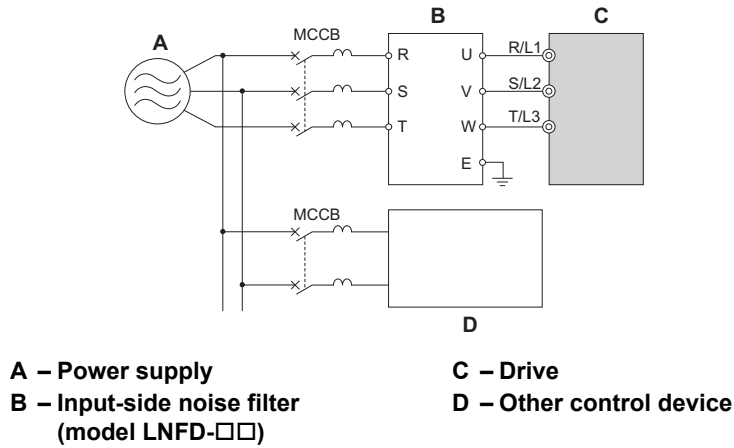 B
C
A
MCCB
R
U
R/L1
S
V
S/L2
T
W
T/L3
E
MCCB
D
A – Power supply
B – Input-side noise filter
(model LNFD-□□)
C – Drive
D – Other control device